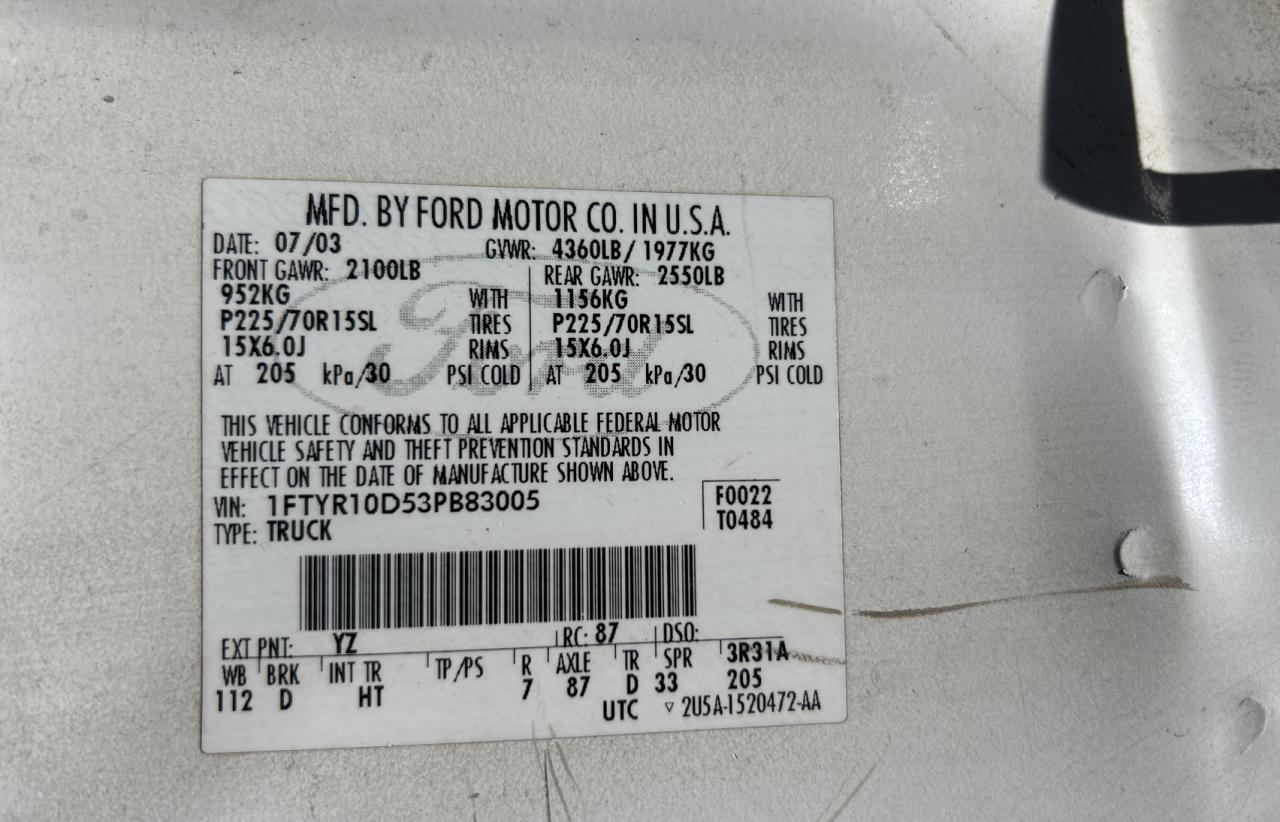 MFD. BY FORD MOTOR CO. IN U.S.A.
DATE: 07/03 GVWR: 4360LB/ 1977KG
FRONT GAWR: 2100LB REAR GAWR: 2550LB
952KG WITH 1156KG WITH
P225/70R15SL TIRES P225/70R15SL TIRES
15X6.0J RIMS 15X6.0J RIMS
AT 205 kPa/30 PSI COLD AT 205 kPa/30 PSI COLD
Ford
THIS VEHICLE CONFORMS TO ALL APPLICABLE FEDERAL MOTOR
VEHICLE SAFETY AND THEFT PREVENTION STANDARDS IN
EFFECT ON THE DATE OF MANUFACTURE SHOWN ABOVE.
VIN: 1FTYR10D53PB83005 F0022
TYPE: TRUCK T0484
EXT PNT: YZ RC: 87 DSO:
WB BRK INT TR TP/PS R AXLE TR SPR 3R31A
112 D HT 7 87 D 33 205
UTC ▽ 2U5A-1520472-AA